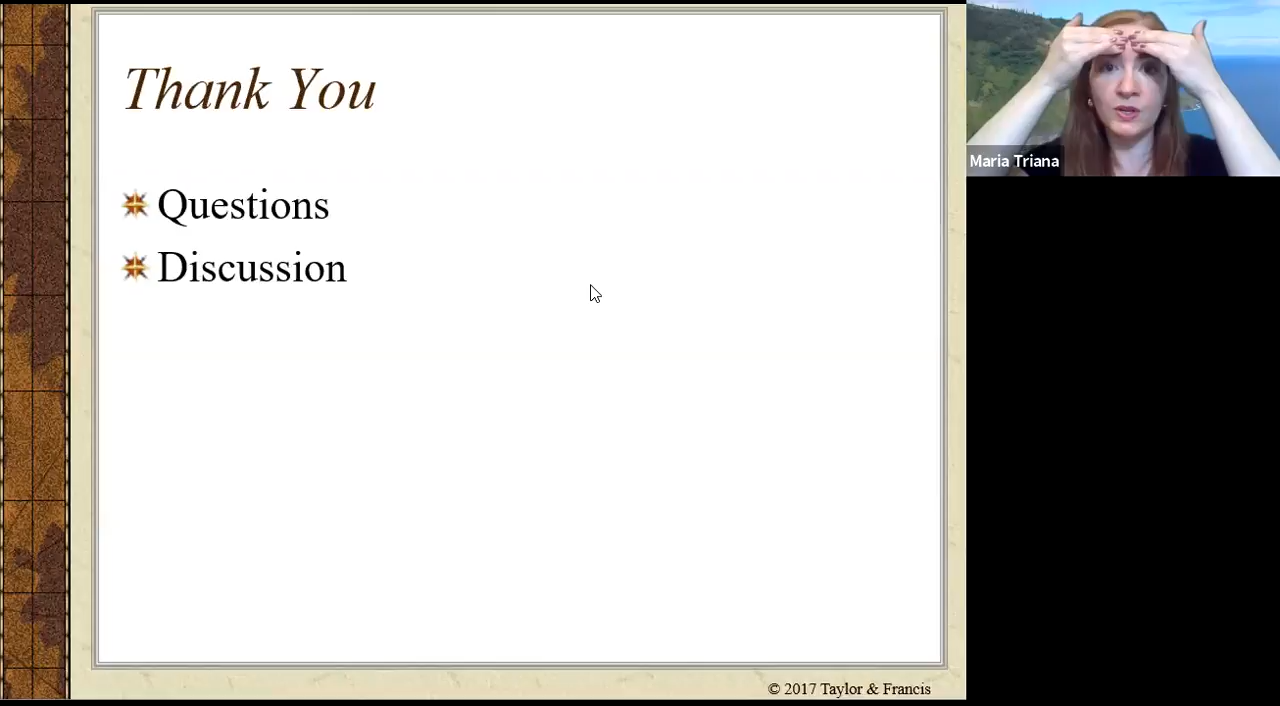 Thank You
Questions
Discussion
Maria Triana
© 2017 Taylor & Francis